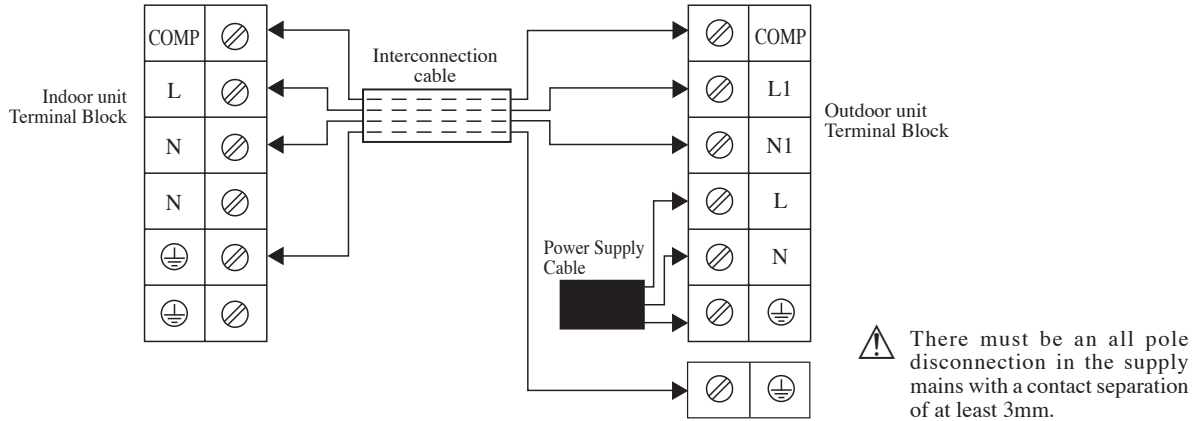 Indoor unit
Terminal Block
COMP
L
N
N
Interconnection
cable
Power Supply
Cable
COMP
L1
N1
L
N
Outdoor unit
Terminal Block
There must be an all pole
disconnection in the supply
mains with a contact separation
of at least 3mm.